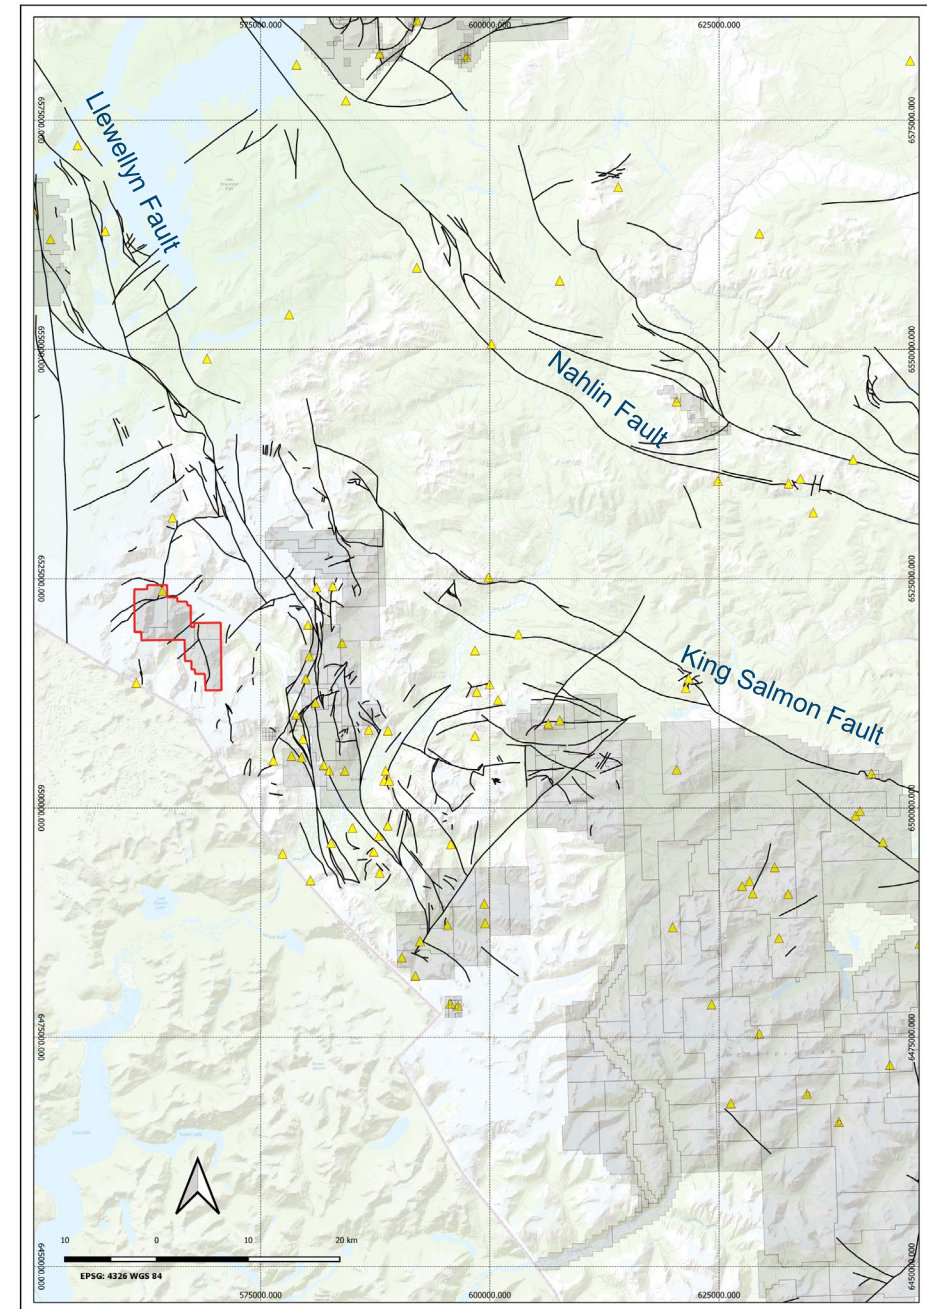 575000.000 600000.000 625000.000
6575000.000 6575000.000
Llewellyn Fault
6550000.000 6550000.000
Nahlin Fault
6525000.000 6525000.000
King Salmon Fault
6500000.000 6500000.000
6475000.000 6475000.000
10 0 10 20 km
EPSG: 4326 WGS 84
6450000.000 6450000.000
575000.000 600000.000 625000.000